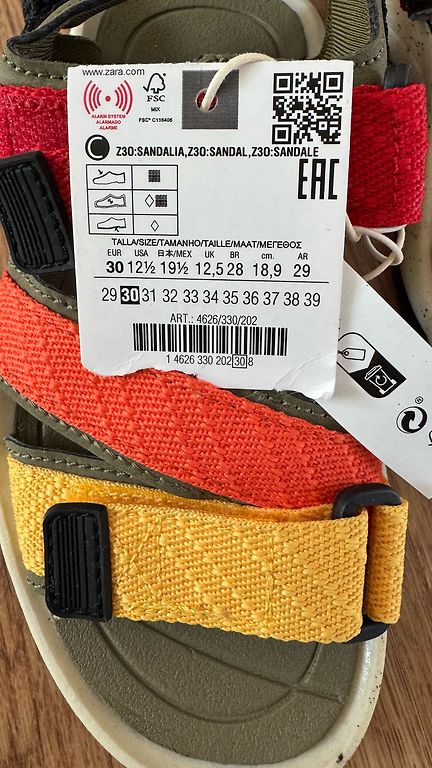 www.zara.com
ALARM SYSTEM
ALARMADO
ALARME
FSC
MIX
FSC® C116406
Z30:SANDALIA,Z30:SANDAL,Z30:SANDALE
EAC
TALLA/SIZE/TAMANHO/TAILLE/MAAT/ΜΕΓΕΘΟΣ
EUR USA 日本/MEX UK BR cm. AR
30 12½ 19½ 12,5 28 18,9 29
29 30 31 32 33 34 35 36 37 38 39
ART.: 4626/330/202
1 4626 330 202 30 8